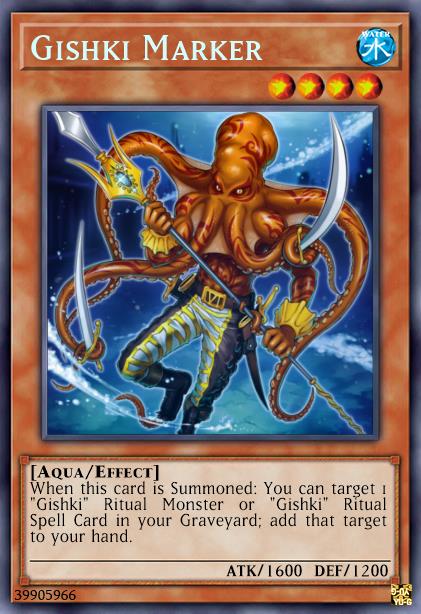 Gishki Marker
WATER
水
[Aqua/Effect]
When this card is Summoned: You can target 1
"Gishki" Ritual Monster or "Gishki" Ritual
Spell Card in your Graveyard; add that target
to your hand.
ATK/1600 DEF/1200
39905966